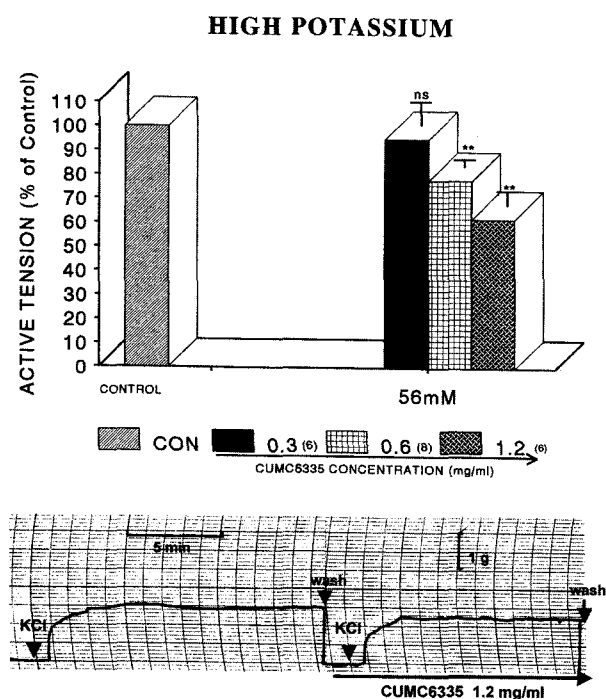 HIGH POTASSIUM
ACTIVE TENSION (% of Control)
110
100
90
80
70
60
50
40
30
20
10
0
ns
**
**
CONTROL
56mM
CON 0.3 (6) 0.6 (8) 1.2 (6)
CUMC6335 CONCENTRATION (mg/ml)
5 min
1 g
wash
wash
KCl
KCl
CUMC6335 1.2 mg/ml